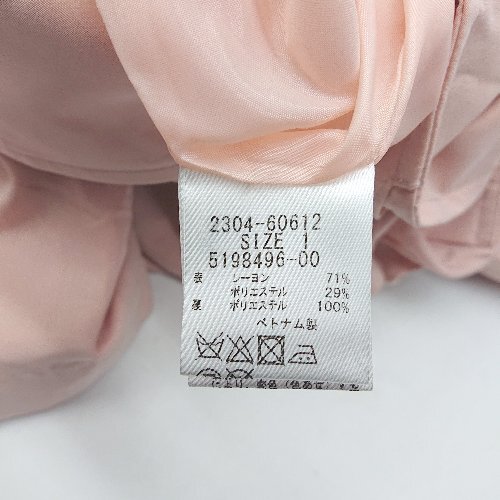 2304-60612
SIZE 1
5198496-00
表 レーヨン 71%
ポリエステル 29%
裏 ポリエステル 100%
ベトナム製